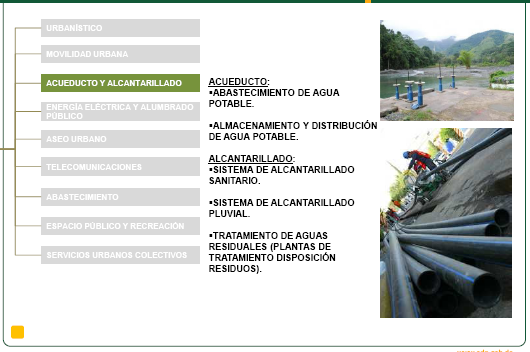 URBANÍSTICO
MOVILIDAD URBANA
ACUEDUCTO Y ALCANTARILLADO
ENERGÍA ELÉCTRICA Y ALUMBRADO
PÚBLICO
ASEO URBANO
TELECOMUNICACIONES
ABASTECIMIENTO
ESPACIO PÚBLICO Y RECREACIÓN
SERVICIOS URBANOS COLECTIVOS
ACUEDUCTO:
▪ABASTECIMIENTO DE AGUA
POTABLE.
▪ALMACENAMIENTO Y DISTRIBUCIÓN
DE AGUA POTABLE.
ALCANTARILLADO:
▪SISTEMA DE ALCANTARILLADO
SANITARIO.
▪SISTEMA DE ALCANTARILLADO
PLUVIAL.
▪TRATAMIENTO DE AGUAS
RESIDUALES (PLANTAS DE
TRATAMIENTO DISPOSICIÓN
RESIDUOS).